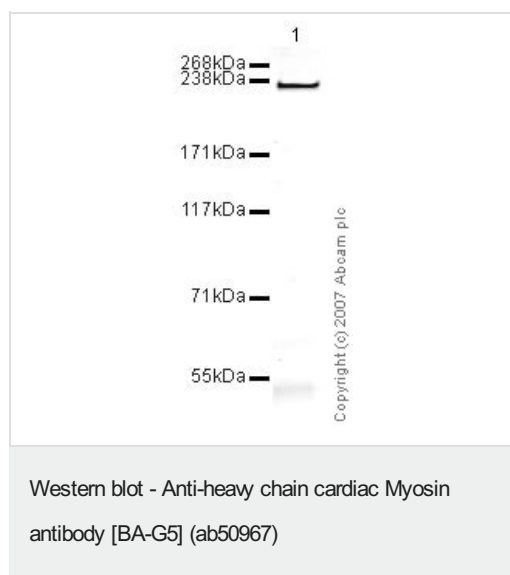 1
268kDa
238kDa
171kDa
117kDa
71kDa
55kDa
Copyright (c) 2007 Abcam plc
Western blot - Anti-heavy chain cardiac Myosin
antibody [BA-G5] (ab50967)